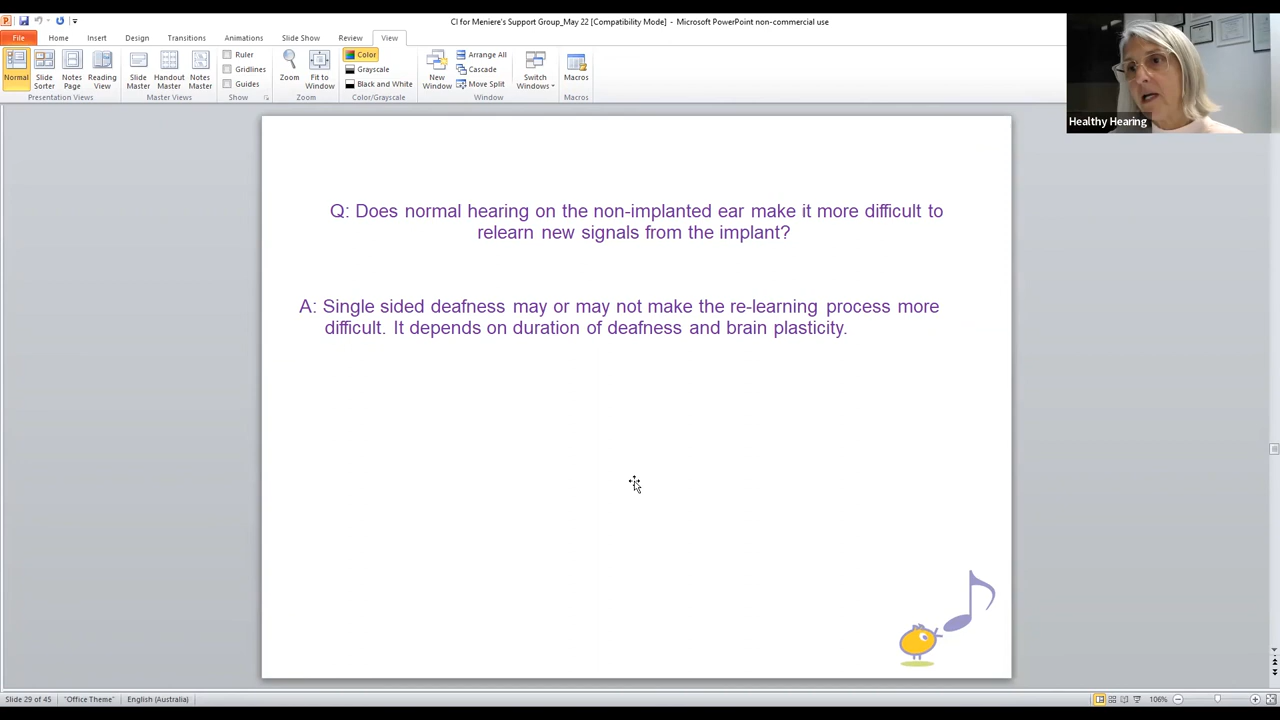 CI for Meniere's Support Group_May 22 [Compatibility Mode] - Microsoft PowerPoint non-commercial use
File Home Insert Design Transitions Animations Slide Show Review View
Normal
Slide Sorter
Notes Page
Reading View
Presentation Views
Slide Master
Handout Master
Notes Master
Master Views
Ruler
Gridlines
Guides
Show
Zoom
Fit to Window
Zoom
Color
Grayscale
Black and White
Color/Grayscale
New Window
Arrange All
Cascade
Move Split
Switch Windows
Window
Macros
Macros
Healthy Hearing
Q: Does normal hearing on the non-implanted ear make it more difficult to
relearn new signals from the implant?
A: Single sided deafness may or may not make the re-learning process more
difficult. It depends on duration of deafness and brain plasticity.
Slide 29 of 45 "Office Theme" English (Australia) 106%